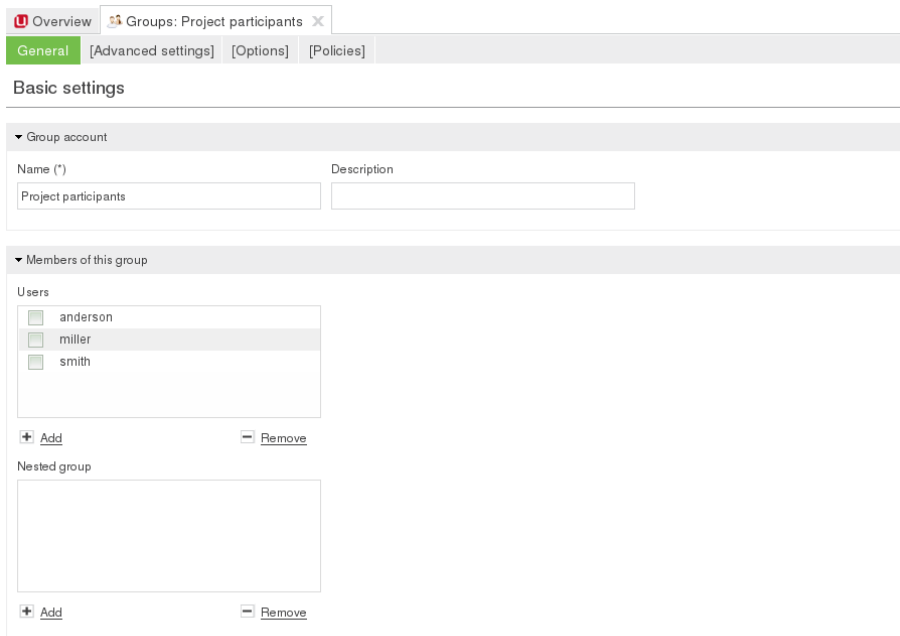 Overview Groups: Project participants
General [Advanced settings] [Options] [Policies]
Basic settings
Group account
Name (*) Description
Project participants
Members of this group
Users
anderson
miller
smith
Add Remove
Nested group
Add Remove